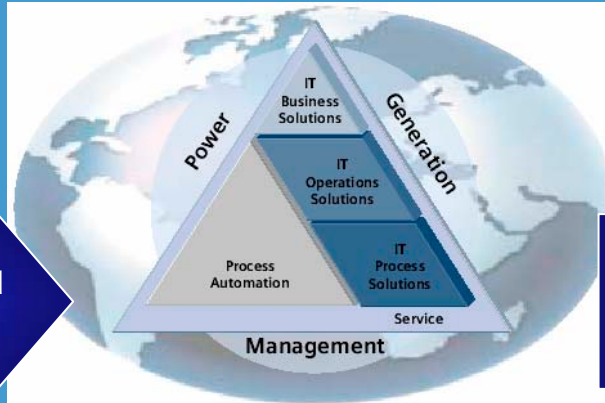 IT
Business
Solutions
Power
Generation
IT
Operations
Solutions
Process
Automation
IT
Process
Solutions
Service
Management